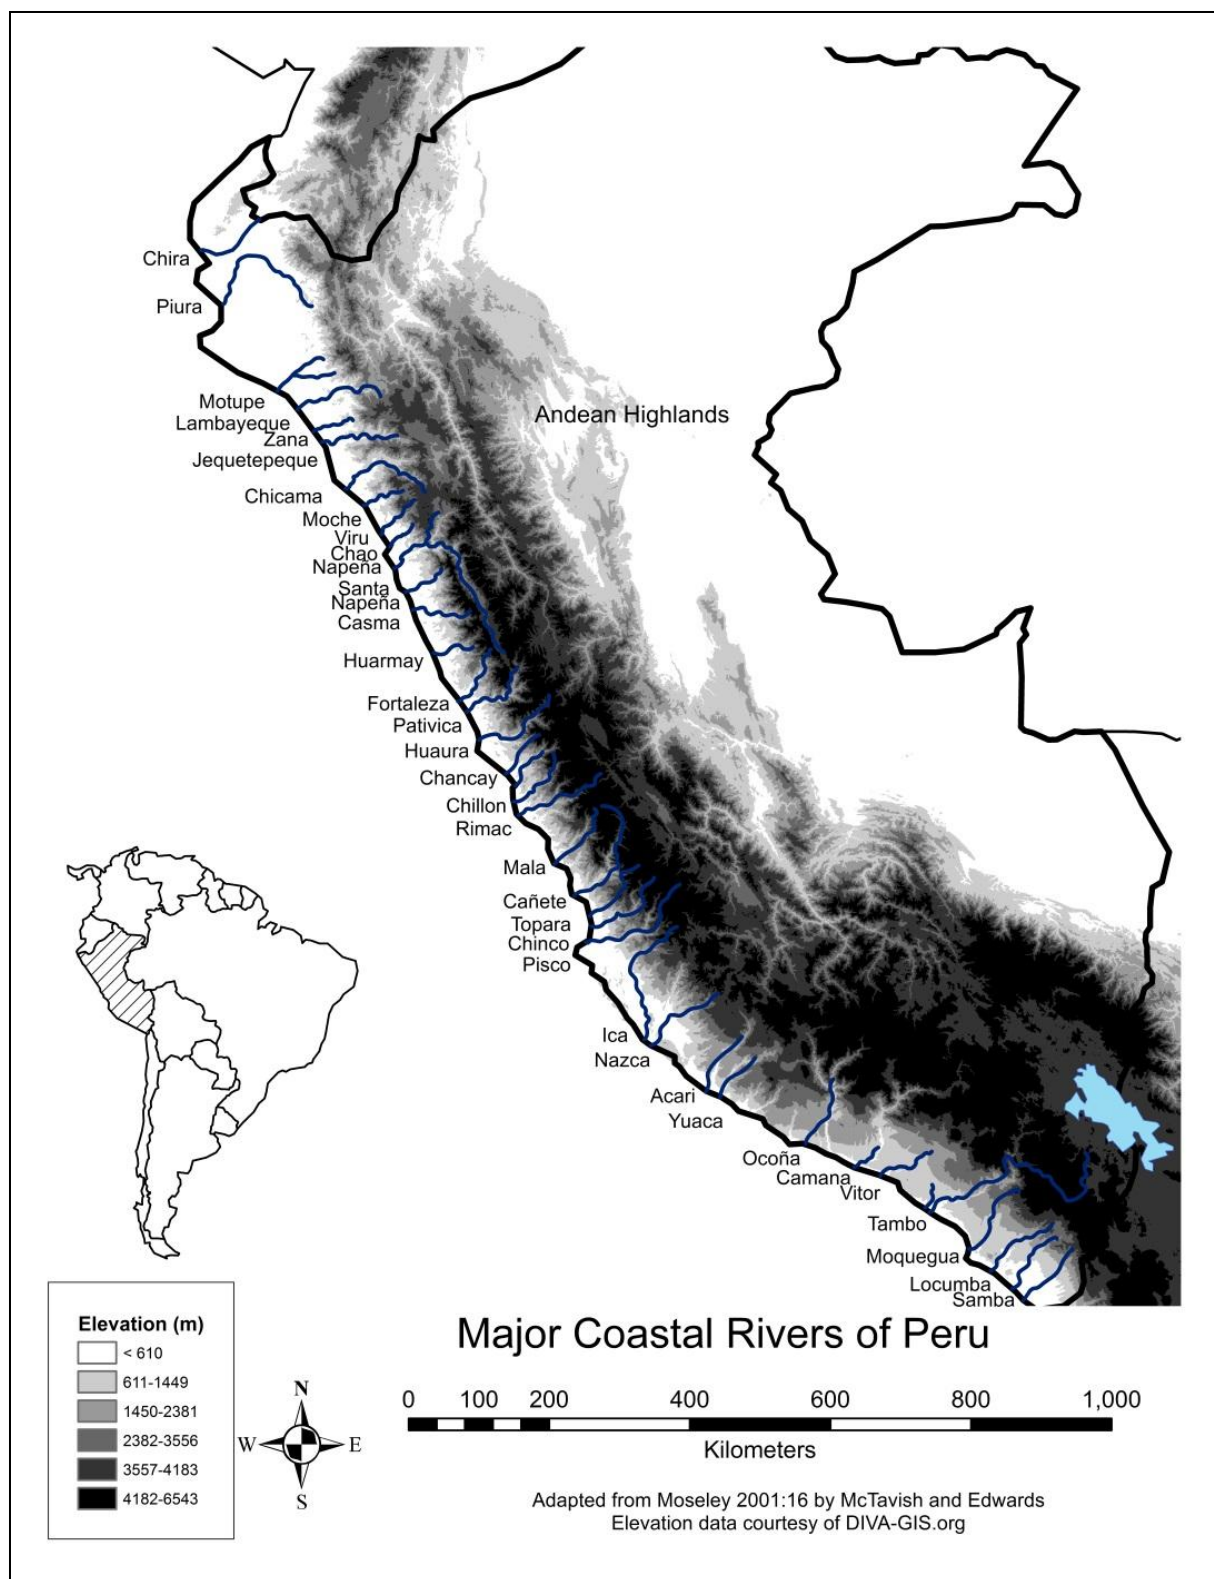 Chira
Piura
Andean Highlands
Motupe
Lambayeque
Zana
Jequetepeque
Chicama
Moche
Viru
Chao
Napeña
Santa
Napeña
Casma
Huarmay
Fortaleza
Pativica
Huaura
Chancay
Chillon
Rimac
Mala
Cañete
Topara
Chinco
Pisco
Ica
Nazca
Acari
Yuaca
Ocoña
Camana
Vitor
Tambo
Moquegua
Locumba
Samba
Elevation (m)
< 610
611-1449
1450-2381
2382-3556
3557-4183
4182-6543
N
W E
S
Major Coastal Rivers of Peru
0 100 200 400 600 800 1,000
Kilometers
Adapted from Moseley 2001:16 by McTavish and Edwards
Elevation data courtesy of DIVA-GIS.org